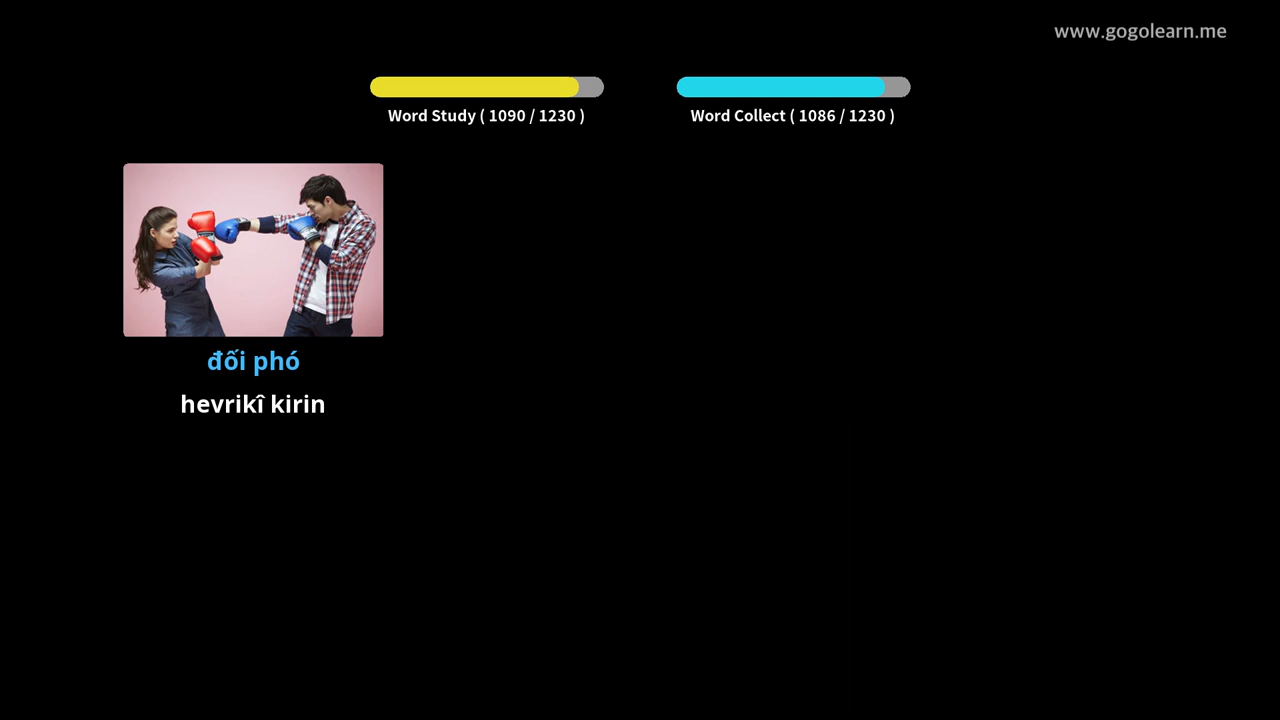 www.gogolearn.me
Word Study ( 1090 / 1230 )
Word Collect ( 1086 / 1230 )
đối phó
hevrikî kirin